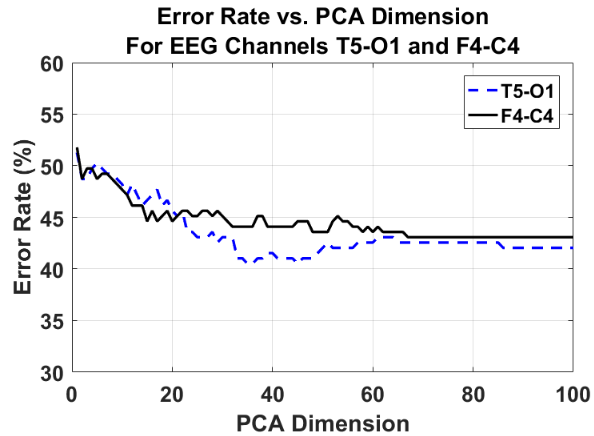 Error Rate vs. PCA Dimension
For EEG Channels T5-O1 and F4-C4
60
55
50
45
40
35
30
Error Rate (%)
T5-O1
F4-C4
0 20 40 60 80 100
PCA Dimension